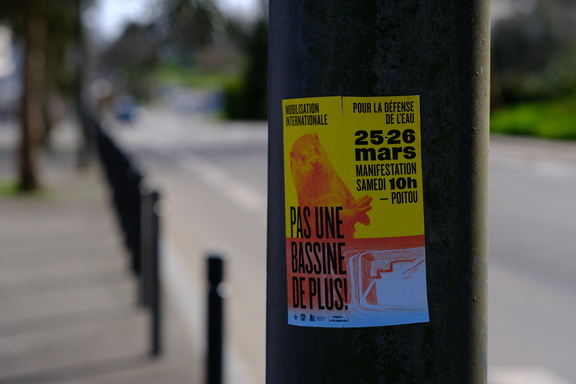 MOBILISATION
INTERNATIONALE
POUR LA DÉFENSE
DE L'EAU
25-26
mars
MANIFESTATION
SAMEDI 10h
— POITOU
PAS UNE
BASSINE
DE PLUS!